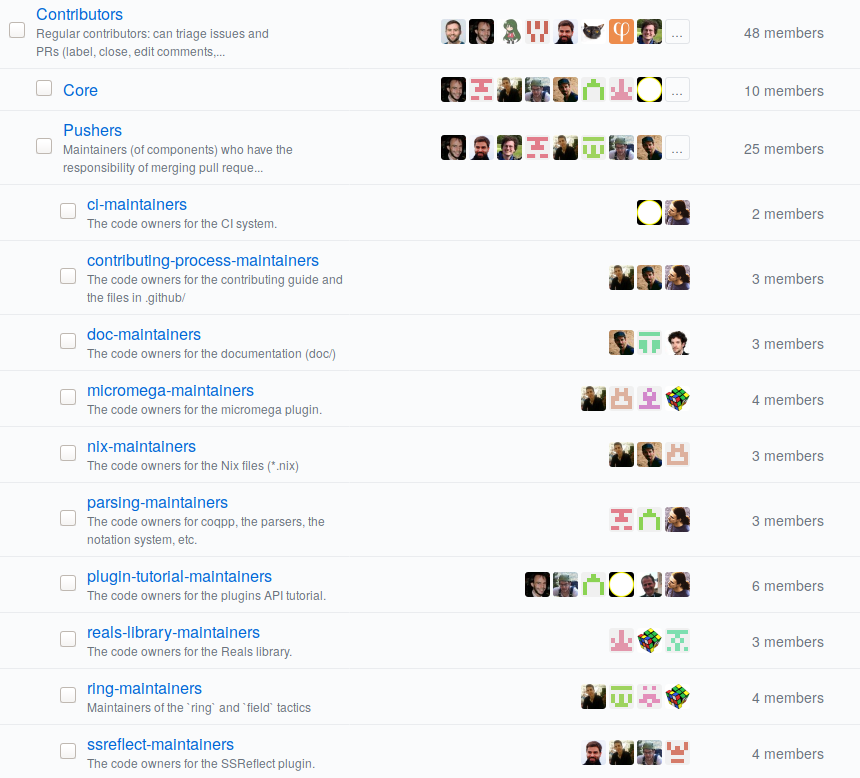 Contributors
Regular contributors: can triage issues and
PRs (label, close, edit comments,...
φ
...
48 members
Core
...
10 members
Pushers
Maintainers (of components) who have the
responsibility of merging pull reque...
...
25 members
ci-maintainers
The code owners for the CI system.
2 members
contributing-process-maintainers
The code owners for the contributing guide and
the files in .github/
3 members
doc-maintainers
The code owners for the documentation (doc/)
3 members
micromega-maintainers
The code owners for the micromega plugin.
4 members
nix-maintainers
The code owners for the Nix files (*.nix)
3 members
parsing-maintainers
The code owners for coqpp, the parsers, the
notation system, etc.
3 members
plugin-tutorial-maintainers
The code owners for the plugins API tutorial.
6 members
reals-library-maintainers
The code owners for the Reals library.
3 members
ring-maintainers
Maintainers of the `ring` and `field` tactics
4 members
ssreflect-maintainers
The code owners for the SSReflect plugin.
4 members